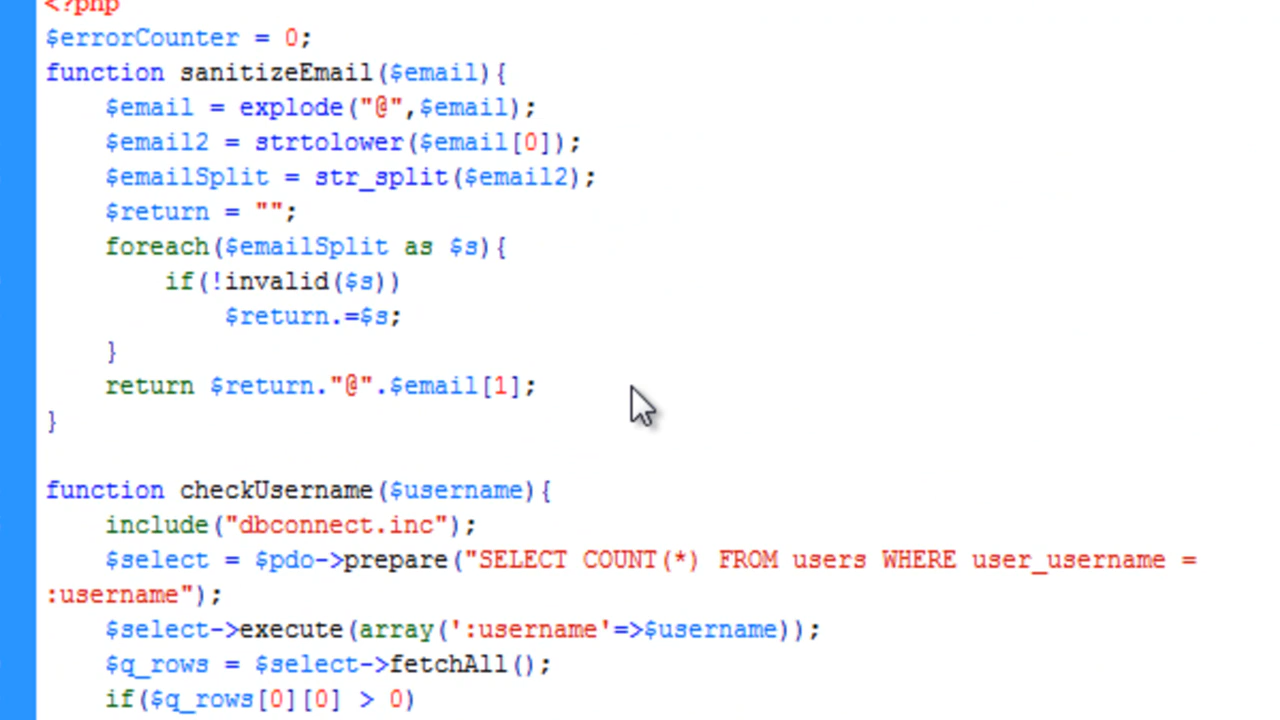 <?php
$errorCounter = 0;
function sanitizeEmail($email){
    $email = explode("@",$email);
    $email2 = strtolower($email[0]);
    $emailSplit = str_split($email2);
    $return = "";
    foreach($emailSplit as $s){
        if(!invalid($s))
            $return.=$s;
    }
    return $return."@".$email[1];
}

function checkUsername($username){
    include("dbconnect.inc");
    $select = $pdo->prepare("SELECT COUNT(*) FROM users WHERE user_username =
:username");
    $select->execute(array(':username'=>$username));
    $q_rows = $select->fetchAll();
    if($q_rows[0][0] > 0)